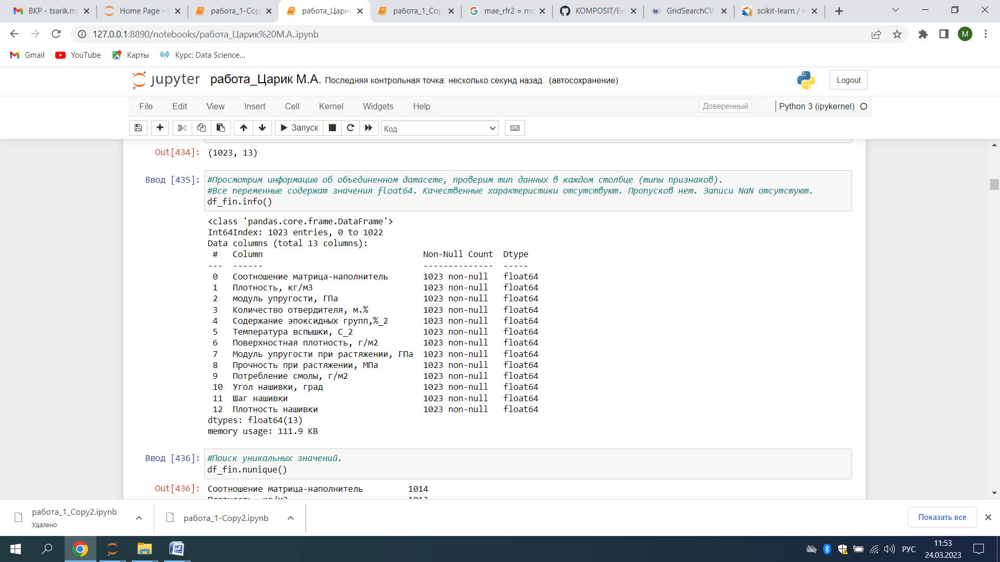 BKP - tsarik.ma
Home Page - S
работа_1-Cop
работа_Царик
работа_1_Cop
mae_rfr2 = me
KOMPOSIT/Eve
GridSearchCV
scikit-learn / m
127.0.0.1:8890/notebooks/работа_Царик%20М.А..ipynb
M
Gmail
YouTube
Карты
Курс: Data Science...
jupyter
работа_Царик М.А. Последняя контрольная точка: несколько секунд назад (автосохранение)
Logout
File Edit View Insert Cell Kernel Widgets Help
Доверенный
Python 3 (ipykernel)
Запуск
Код
Out[434]: (1023, 13)
Ввод [435]: #Просмотрим информацию об объединенном датасете, проверим тип данных в каждом столбце (типы признаков).
#Все переменные содержат значения float64. Качественные характеристики отсутствуют. Пропусков нет. Записи NaN отсутстуют.
df_fin.info()
<class 'pandas.core.frame.DataFrame'>
Int64Index: 1023 entries, 0 to 1022
Data columns (total 13 columns):
# Column Non-Null Count Dtype
--- ------ -------------- -----
0 Соотношение матрица-наполнитель 1023 non-null float64
1 Плотность, кг/м3 1023 non-null float64
2 модуль упругости, ГПа 1023 non-null float64
3 Количество отвердителя, м.% 1023 non-null float64
4 Содержание эпоксидных групп,%_2 1023 non-null float64
5 Температура вспышки, С_2 1023 non-null float64
6 Поверхностная плотность, г/м2 1023 non-null float64
7 Модуль упругости при растяжении, ГПа 1023 non-null float64
8 Прочность при растяжении, МПа 1023 non-null float64
9 Потребление смолы, г/м2 1023 non-null float64
10 Угол нашивки, град 1023 non-null float64
11 Шаг нашивки 1023 non-null float64
12 Плотность нашивки 1023 non-null float64
dtypes: float64(13)
memory usage: 111.9 KB
Ввод [436]: #Поиск уникальных значений.
df_fin.nunique()
Out[436]: Соотношение матрица-наполнитель 1014
Плотность, кг/м3 1013
работа_1_Copy2.ipynb
Удалено
работа_1-Copy2.ipynb
Показать все
РУС
11:53
24.03.2023